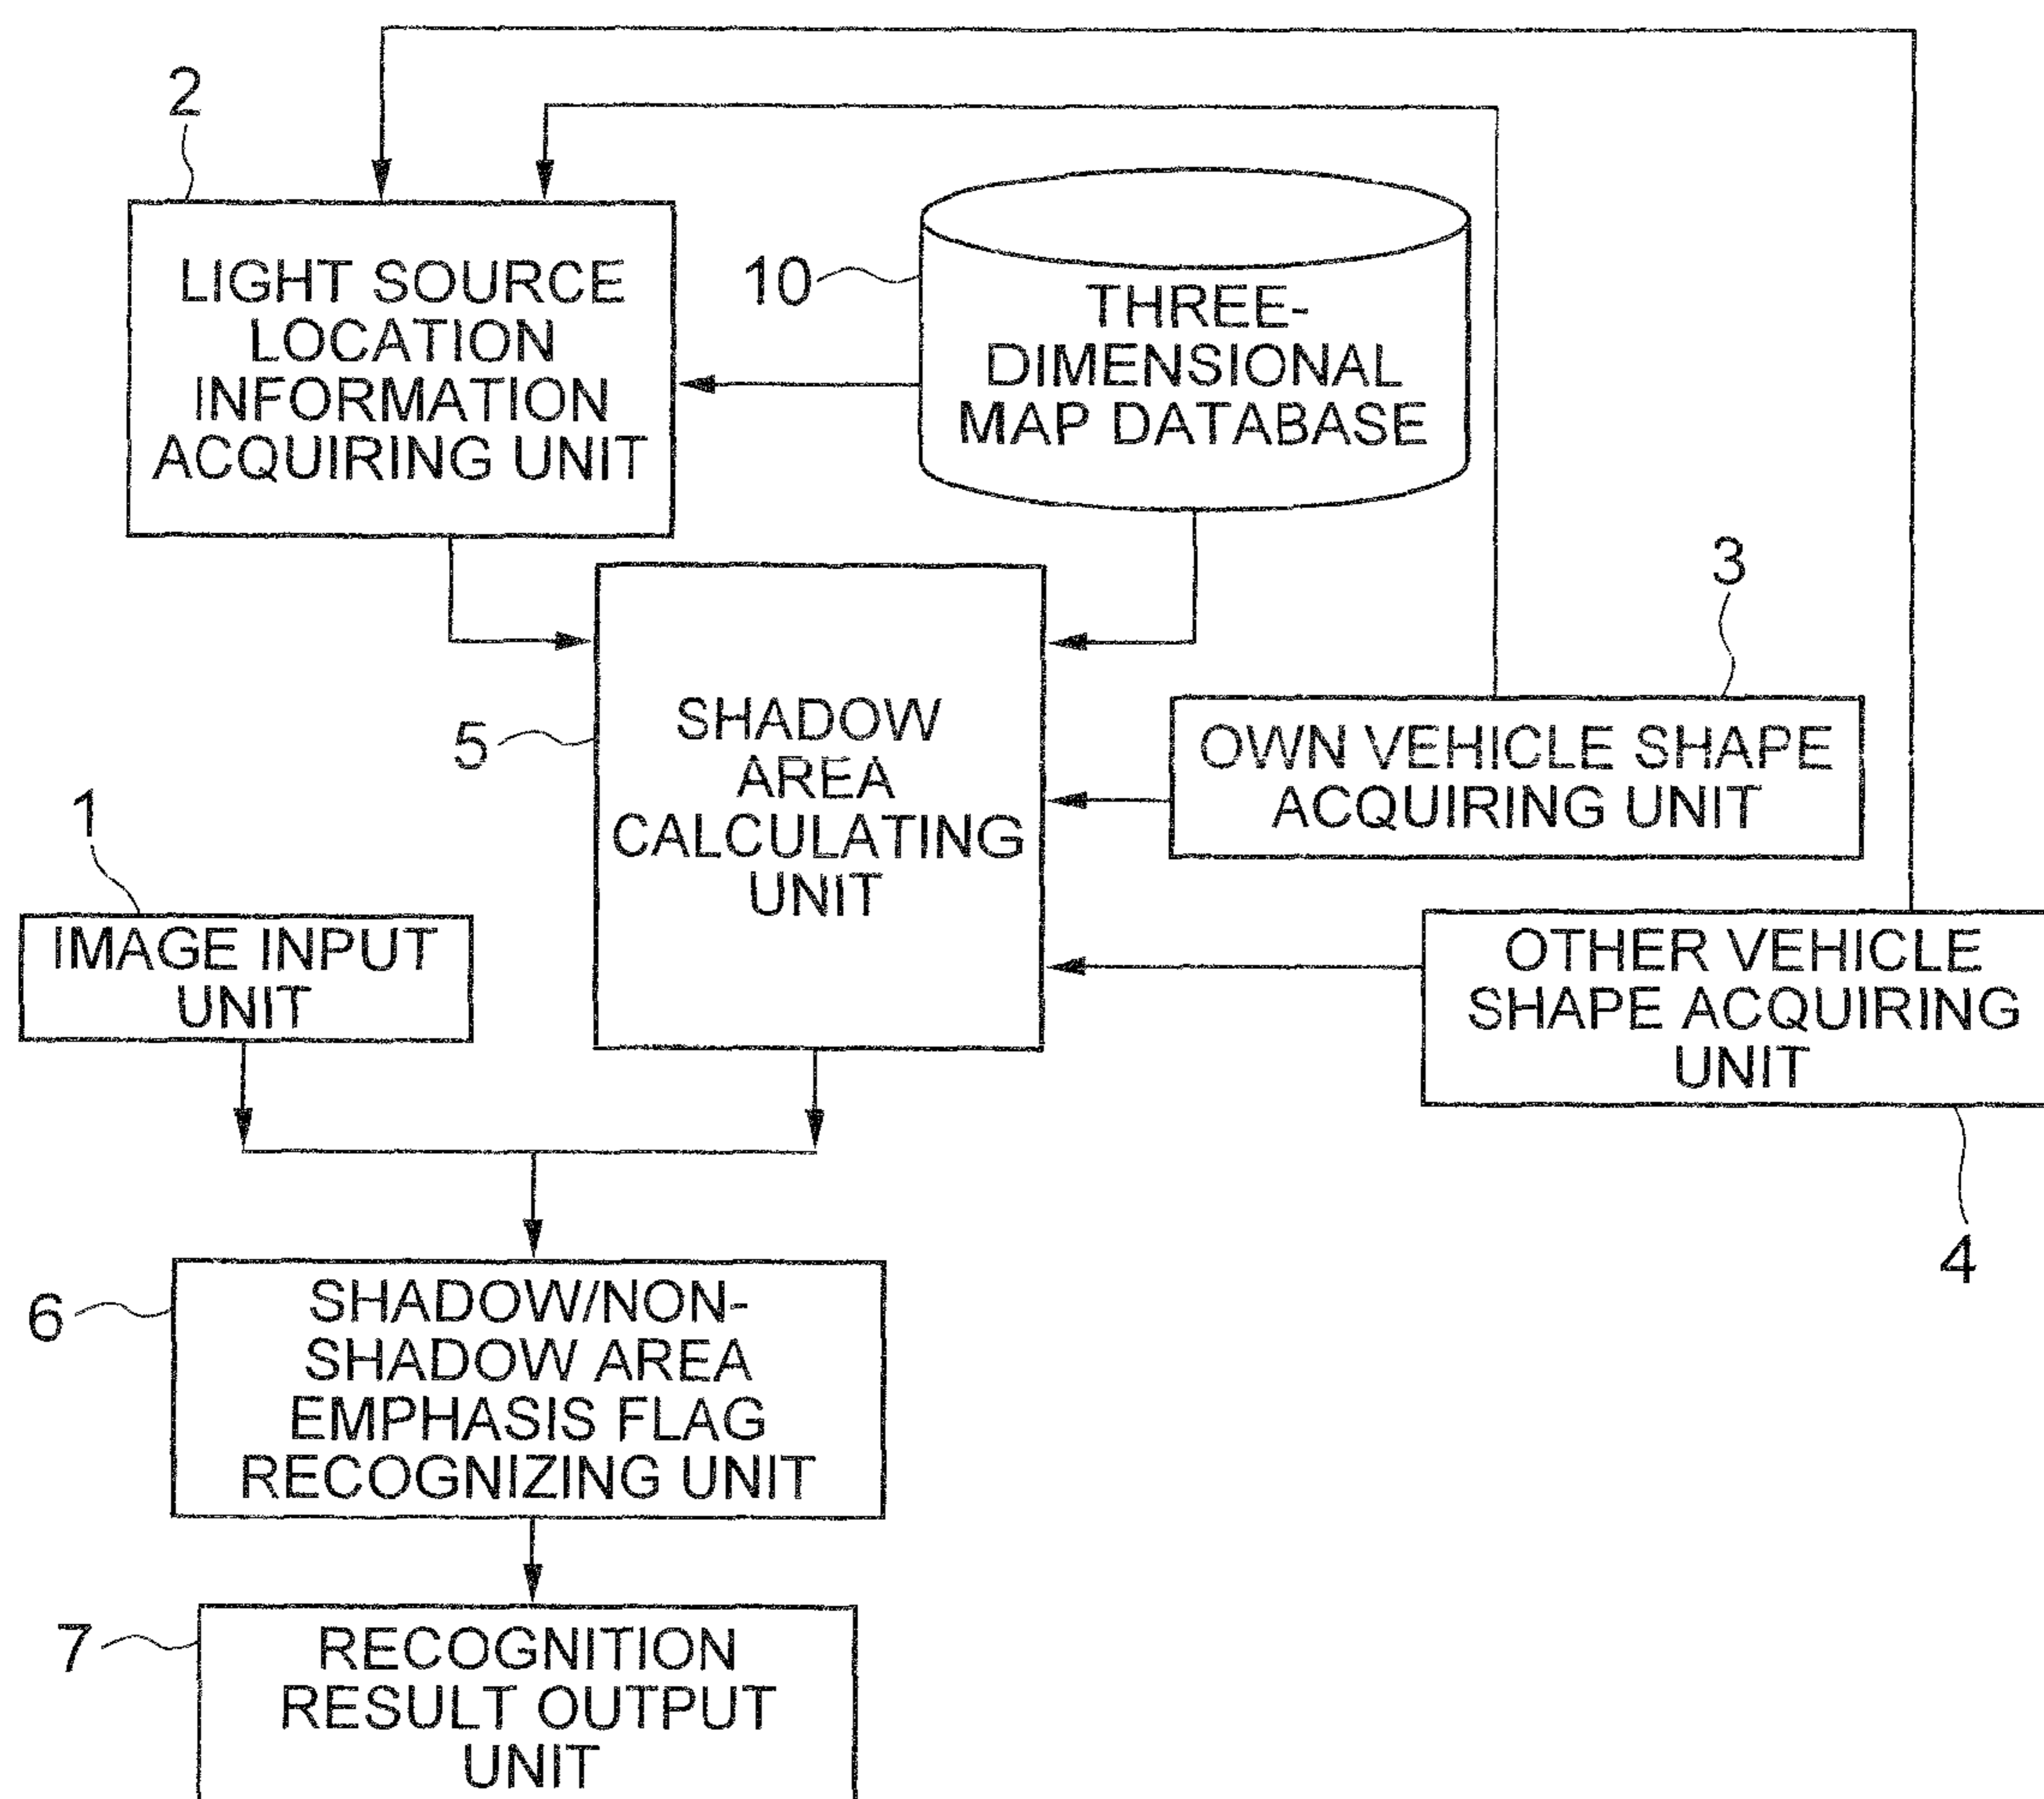 2
LIGHT SOURCE
LOCATION
INFORMATION
ACQUIRING UNIT
10
THREE-
DIMENSIONAL
MAP DATABASE
3
OWN VEHICLE SHAPE
ACQUIRING UNIT
5
SHADOW
AREA
CALCULATING
UNIT
1
IMAGE INPUT
UNIT
OTHER VEHICLE
SHAPE ACQUIRING
UNIT
4
6
SHADOW/NON-
SHADOW AREA
EMPHASIS FLAG
RECOGNIZING UNIT
7
RECOGNITION
RESULT OUTPUT
UNIT